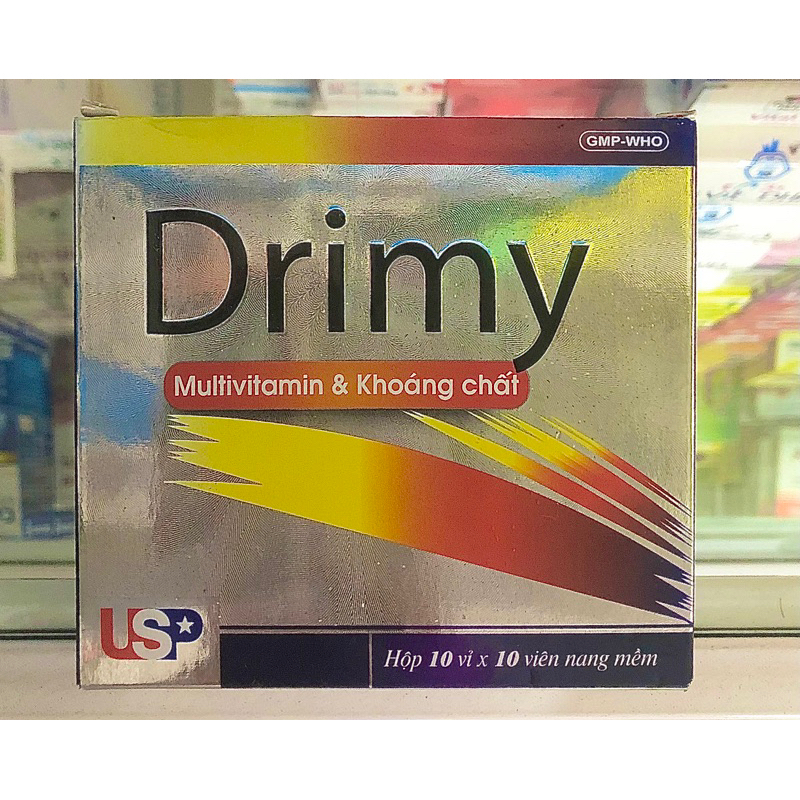 GMP-WHO
Drimy
Multivitamin & Khoáng chất
USP
Hộp 10 vỉ x 10 viên nang mềm